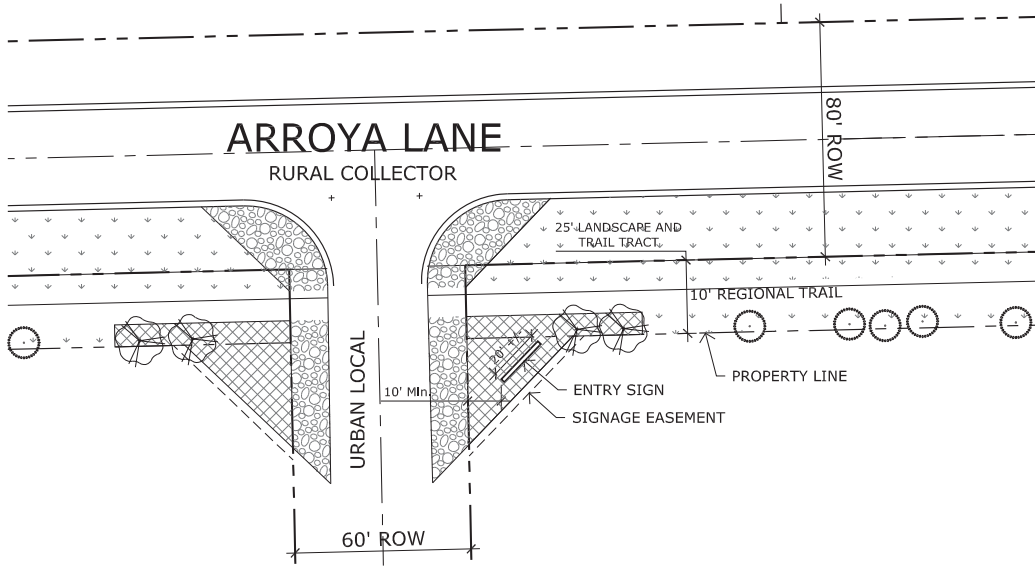 ARROYA LANE
RURAL COLLECTOR
80' ROW
25' LANDSCAPE AND
TRAIL TRACT
10' REGIONAL TRAIL
20'
PROPERTY LINE
10' MIn.
ENTRY SIGN
SIGNAGE EASEMENT
URBAN LOCAL
60' ROW